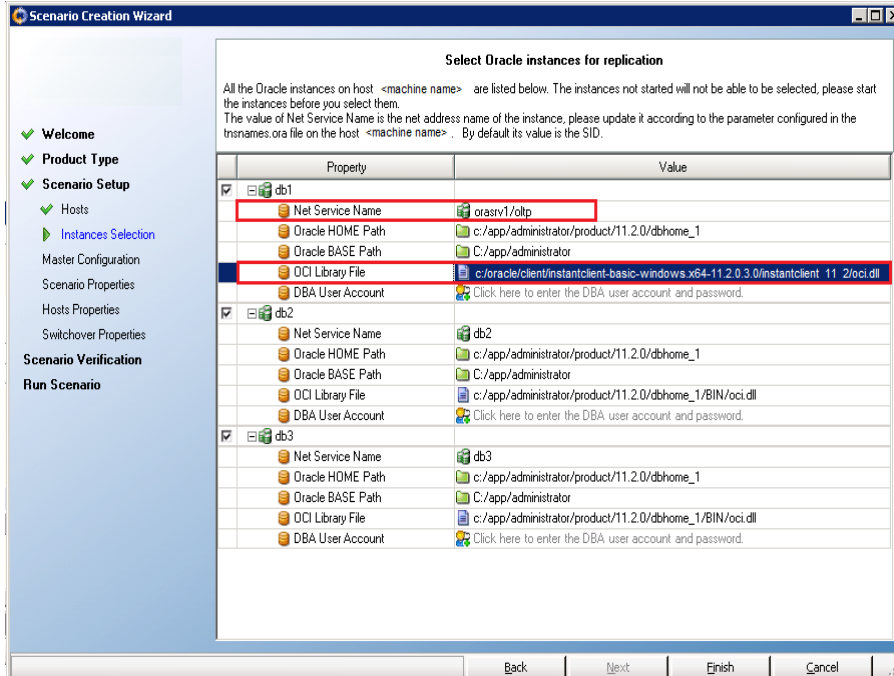 Scenario Creation Wizard
Welcome
Product Type
Scenario Setup
Hosts
Instances Selection
Master Configuration
Scenario Properties
Hosts Properties
Switchover Properties
Scenario Verification
Run Scenario
Select Oracle instances for replication
All the Oracle instances on host <machine name> are listed below. The instances not started will not be able to be selected, please start
the instances before you select them.
The value of Net Service Name is the net address name of the instance, please update it according to the parameter configured in the
tnsnames.ora file on the host <machine name> . By default its value is the SID.
Property Value
db1
Net Service Name orasrv1/oltp
Oracle HOME Path c:/app/administrator/product/11.2.0/dbhome_1
Oracle BASE Path C:/app/administrator
OCI Library File c:/oracle/client/instantclient-basic-windows.x64-11.2.0.3.0/instantclient_11_2/oci.dll
DBA User Account Click here to enter the DBA user account and password.
db2
Net Service Name db2
Oracle HOME Path c:/app/administrator/product/11.2.0/dbhome_1
Oracle BASE Path C:/app/administrator
OCI Library File c:/app/administrator/product/11.2.0/dbhome_1/BIN/oci.dll
DBA User Account Click here to enter the DBA user account and password.
db3
Net Service Name db3
Oracle HOME Path c:/app/administrator/product/11.2.0/dbhome_1
Oracle BASE Path C:/app/administrator
OCI Library File c:/app/administrator/product/11.2.0/dbhome_1/BIN/oci.dll
DBA User Account Click here to enter the DBA user account and password.
Back Next Finish Cancel